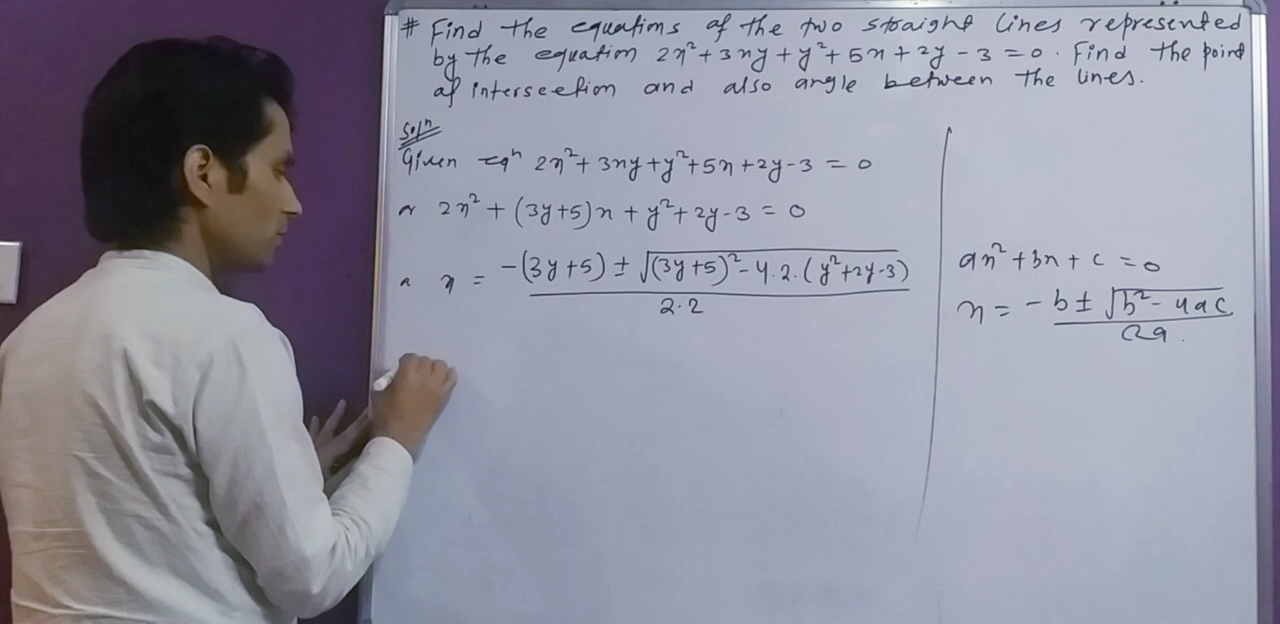 # Find the equations of the two straight lines represented
by the equation 2x² + 3xy + y² + 5x + 2y - 3 = 0. Find the point
of intersection and also angle between the lines.
Solⁿ
Given eqⁿ 2x² + 3xy + y² + 5x + 2y - 3 = 0
or 2x² + (3y+5)x + y² + 2y - 3 = 0
or x = -(3y+5) ± √(3y+5)² - 4.2.(y²+2y-3)
2.2
ax² + bx + c = 0
x = -b ± √b² - 4ac
2a.